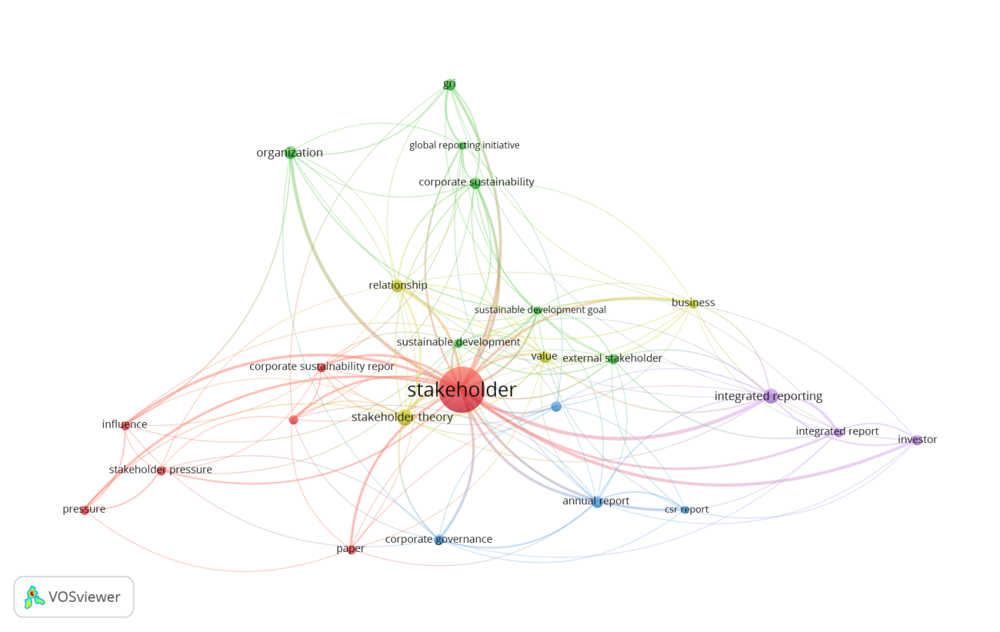 gri
global reporting initiative
organization
corporate sustainability
relationship
business
sustainable development goal
sustainable development
value
external stakeholder
corporate sustainability repor
stakeholder
integrated reporting
stakeholder theory
influence
integrated report
investor
stakeholder pressure
annual report
pressure
csr report
corporate governance
paper
VOSviewer